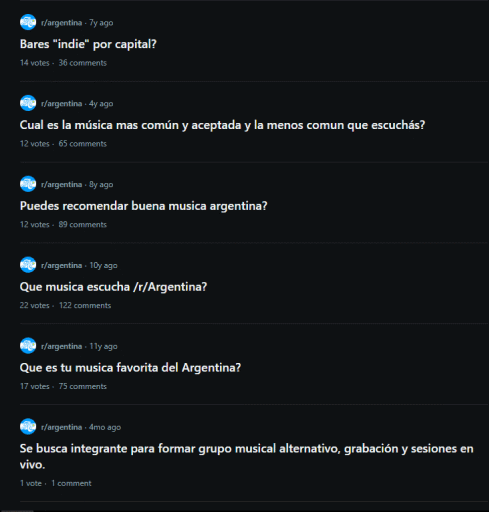 r/argentina · 7y ago
Bares "indie" por capital?
14 votes · 36 comments
r/argentina · 4y ago
Cual es la música mas común y aceptada y la menos comun que escuchás?
12 votes · 65 comments
r/argentina · 8y ago
Puedes recomendar buena musica argentina?
12 votes · 89 comments
r/argentina · 10y ago
Que musica escucha /r/Argentina?
22 votes · 122 comments
r/argentina · 11y ago
Que es tu musica favorita del Argentina?
17 votes · 75 comments
r/argentina · 4mo ago
Se busca integrante para formar grupo musical alternativo, grabación y sesiones en
vivo.
1 vote · 1 comment